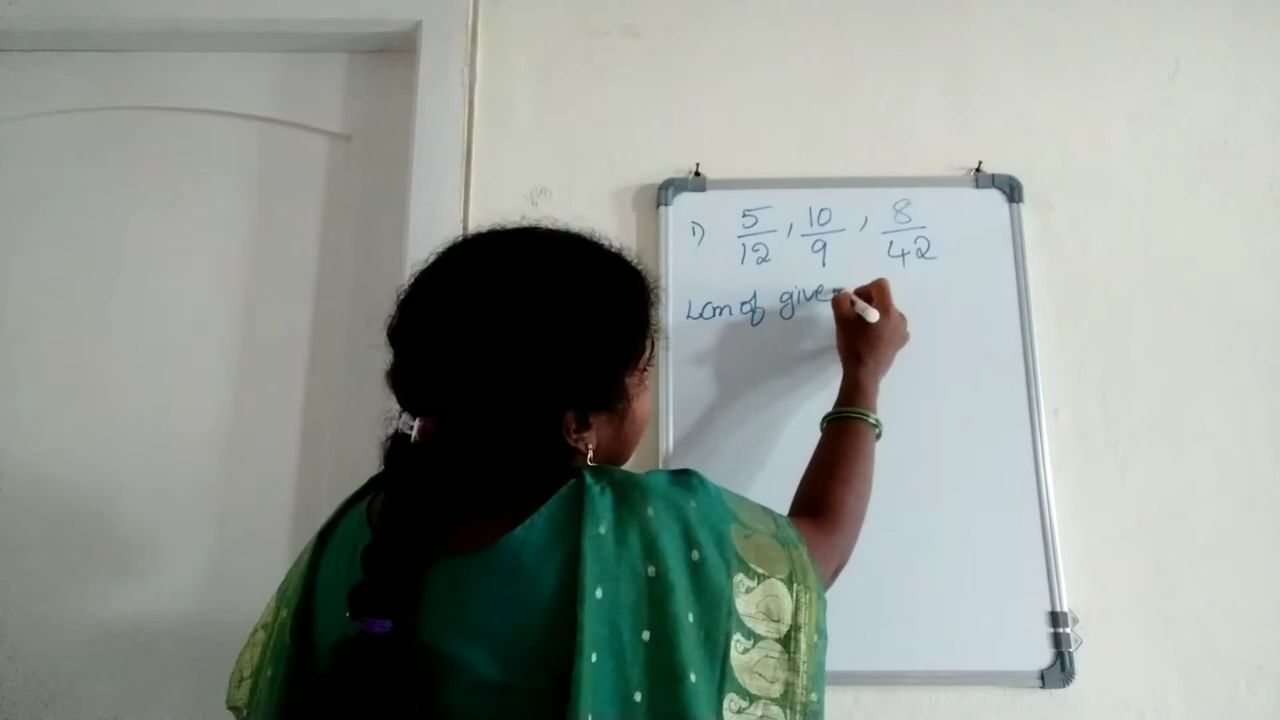 1) 5/12 , 10/9 , 8/42
LCM of give